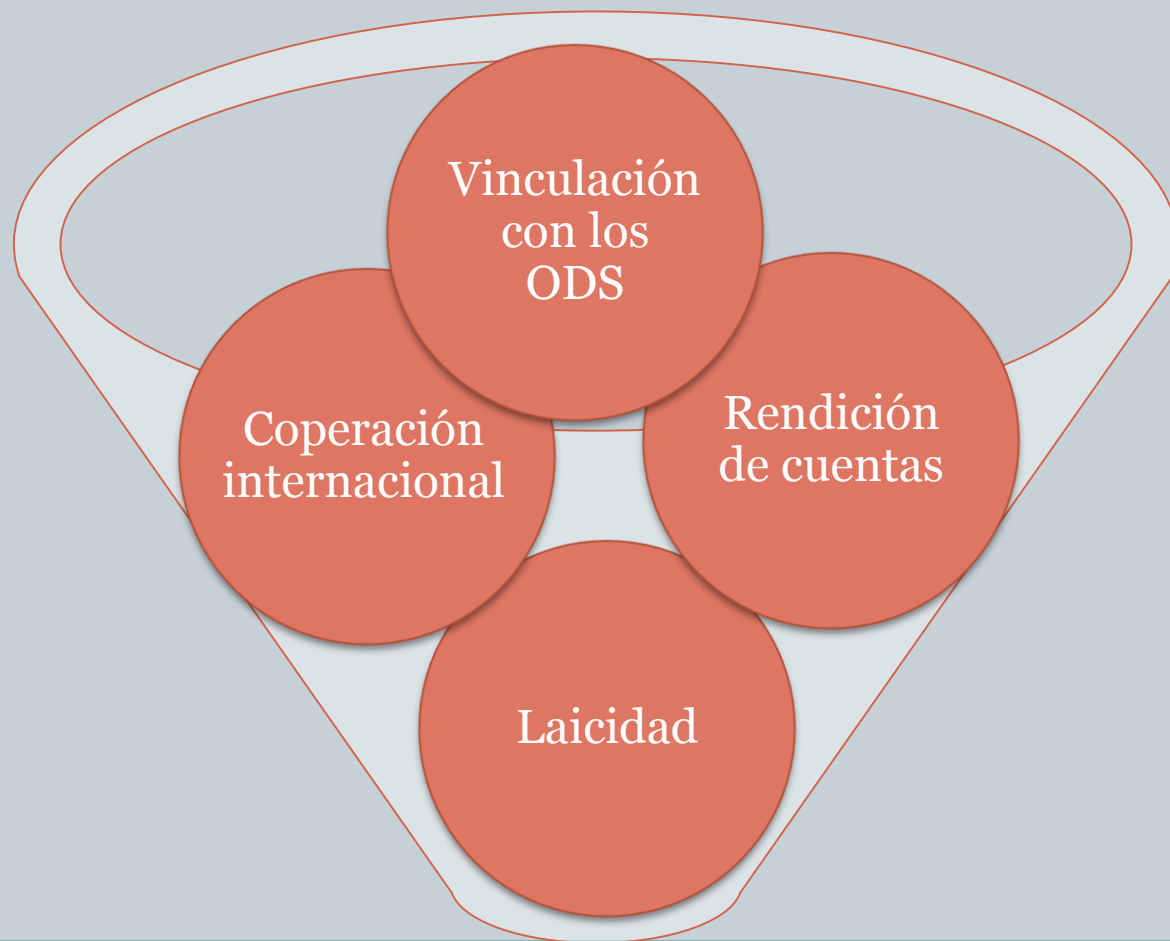 Vinculación
con los
ODS
Coperación
internacional
Rendición
de cuentas
Laicidad